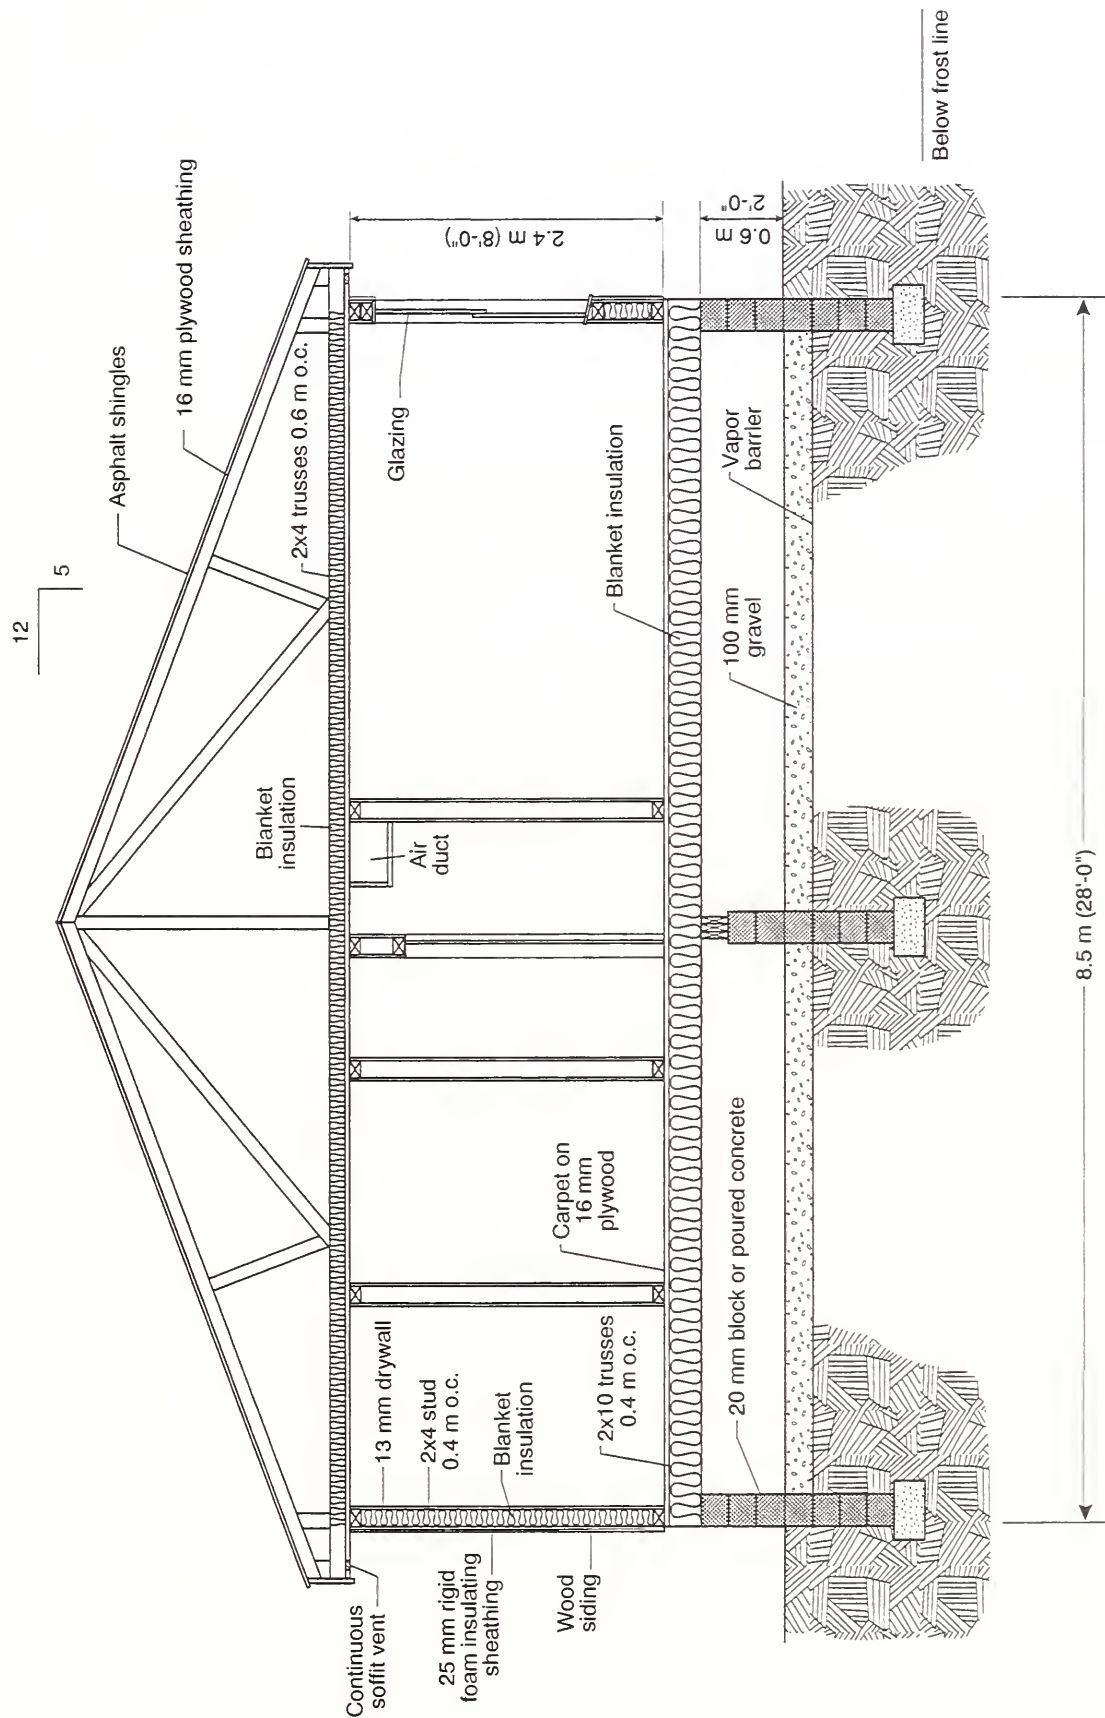 12
5
Asphalt shingles
16 mm plywood sheathing
2x4 trusses 0.6 m o.c.
Blanket
insulation
Continuous
soffit vent
13 mm drywall
2x4 stud
0.4 m o.c.
Blanket
insulation
25 mm rigid
foam insulating
sheathing
Wood
siding
Air
duct
Glazing
2.4 m (8'-0")
Carpet on
16 mm
plywood
2x10 trusses
0.4 m o.c.
Blanket insulation
0.6 m
2'-0"
20 mm block or poured concrete
100 mm
gravel
Vapor
barrier
Below frost line
8.5 m (28'-0")